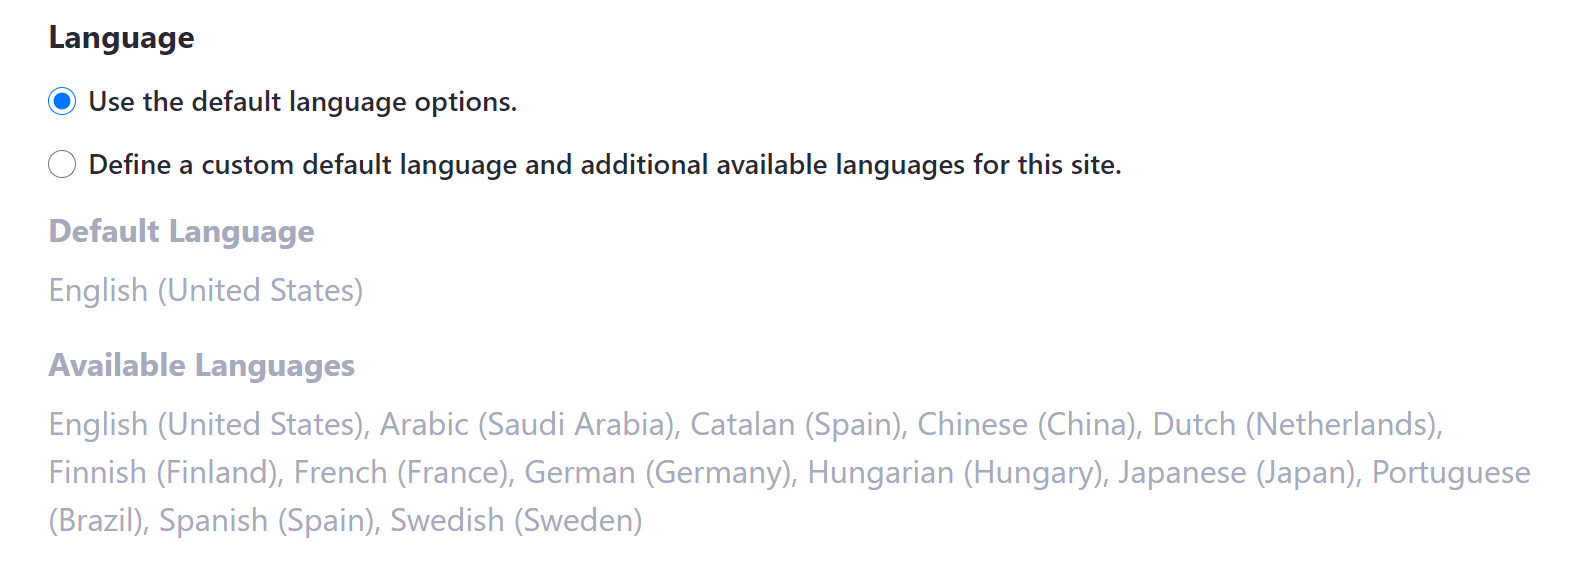 Language
Use the default language options.
Define a custom default language and additional available languages for this site.
Default Language
English (United States)
Available Languages
English (United States), Arabic (Saudi Arabia), Catalan (Spain), Chinese (China), Dutch (Netherlands),
Finnish (Finland), French (France), German (Germany), Hungarian (Hungary), Japanese (Japan), Portuguese
(Brazil), Spanish (Spain), Swedish (Sweden)